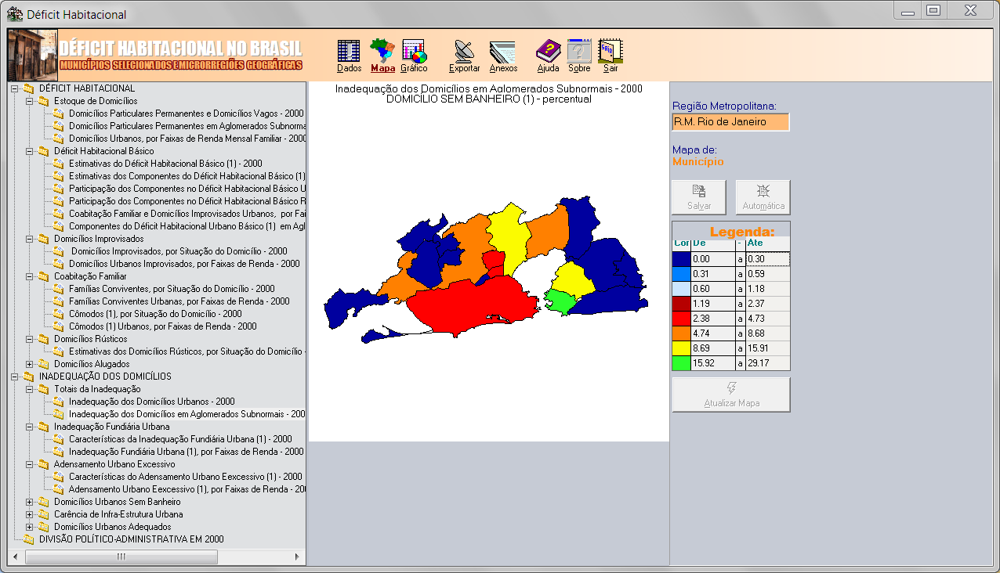 Déficit Habitacional
DÉFICIT HABITACIONAL NO BRASIL
MUNICÍPIOS SELECIONADOS E MICRORREGIÕES GEOGRÁFICAS
Dados
Mapa
Gráfico
Exportar
Anexos
Ajuda
Sobre
Sair
DÉFICIT HABITACIONAL
Estoque de Domicílios
Domicílios Particulares Permanentes e Domicílios Vagos - 2000
Domicílios Particulares Permanentes em Aglomerados Subnorma
Domicílios Urbanos, por Faixas de Renda Mensal Familiar - 2000
Déficit Habitacional Básico
Estimativas do Déficit Habitacional Básico (1) - 2000
Estimativas dos Componentes do Déficit Habitacional Básico (1)
Participação dos Componentes no Déficit Habitacional Básico U
Participação dos Componentes no Déficit Habitacional Básico R
Coabitação Familiar e Domicílios Improvisados Urbanos, por Fai
Componentes do Déficit Habitacional Urbano Básico (1) em Agl
Domicílios Improvisados
Domicílios Improvisados, por Situação do Domicílio - 2000
Domicílios Urbanos Improvisados, por Faixas de Renda - 2000
Coabitação Familiar
Famílias Conviventes, por Situação do Domicílio - 2000
Famílias Conviventes Urbanas, por Faixas de Renda - 2000
Cômodos (1), por Situação do Domicílio - 2000
Cômodos (1) Urbanos, por Faixas de Renda - 2000
Domicílios Rústicos
Estimativas dos Domicílios Rústicos, por Situação do Domicílio -
Domicílios Alugados
INADEQUAÇÃO DOS DOMICÍLIOS
Totais da Inadequação
Inadequação dos Domicílios Urbanos - 2000
Inadequação dos Domicílios em Aglomerados Subnormais - 200
Inadequação Fundiária Urbana
Características da Inadequação Fundiária Urbana (1) - 2000
Inadequação Fundiária Urbana (1), por Faixas de Renda - 2000
Adensamento Urbano Excessivo
Características do Adensamento Urbano Eexcessivo (1) - 2000
Adensamento Urbano Eexcessivo (1), por Faixas de Renda - 200
Domicílios Urbanos Sem Banheiro
Carência de Infra-Estrutura Urbana
Domicílios Urbanos Adequados
DIVISÃO POLÍTICO-ADMINISTRATIVA EM 2000
Inadequação dos Domicílios em Aglomerados Subnormais - 2000
DOMICÍLIO SEM BANHEIRO (1) - percentual
Região Metropolitana:
R.M. Rio de Janeiro
Mapa de:
Município
Salvar
Automática
Legenda:
Cor De - Até
0.00 a 0.30
0.31 a 0.59
0.60 a 1.18
1.19 a 2.37
2.38 a 4.73
4.74 a 8.68
8.69 a 15.91
15.92 a 29.17
Atualizar Mapa